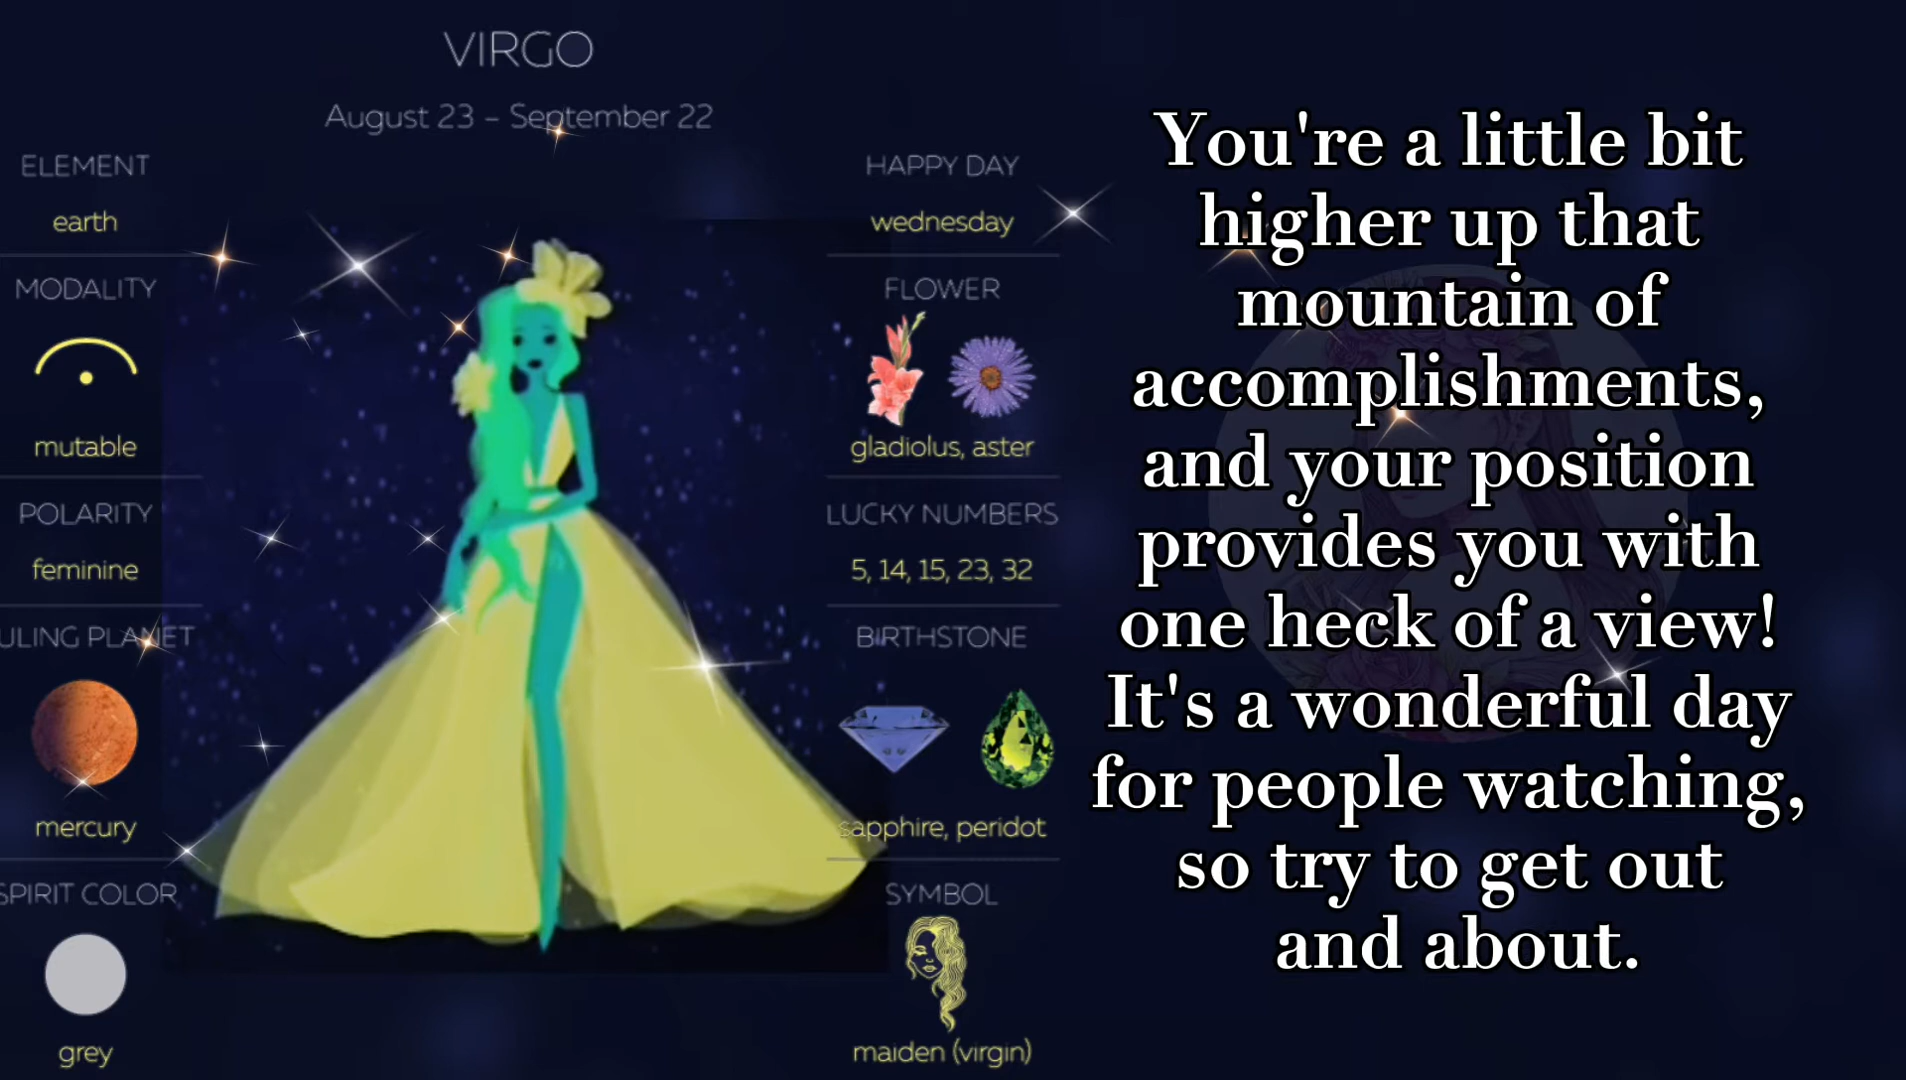 VIRGO
August 23 - September 22
ELEMENT
earth
MODALITY
mutable
POLARITY
feminine
ULING PLANET
mercury
SPIRIT COLOR
grey
HAPPY DAY
wednesday
FLOWER
gladiolus, aster
LUCKY NUMBERS
5, 14, 15, 23, 32
BIRTHSTONE
sapphire, peridot
SYMBOL
maiden (virgin)
You're a little bit
higher up that
mountain of
accomplishments,
and your position
provides you with
one heck of a view!
It's a wonderful day
for people watching,
so try to get out
and about.